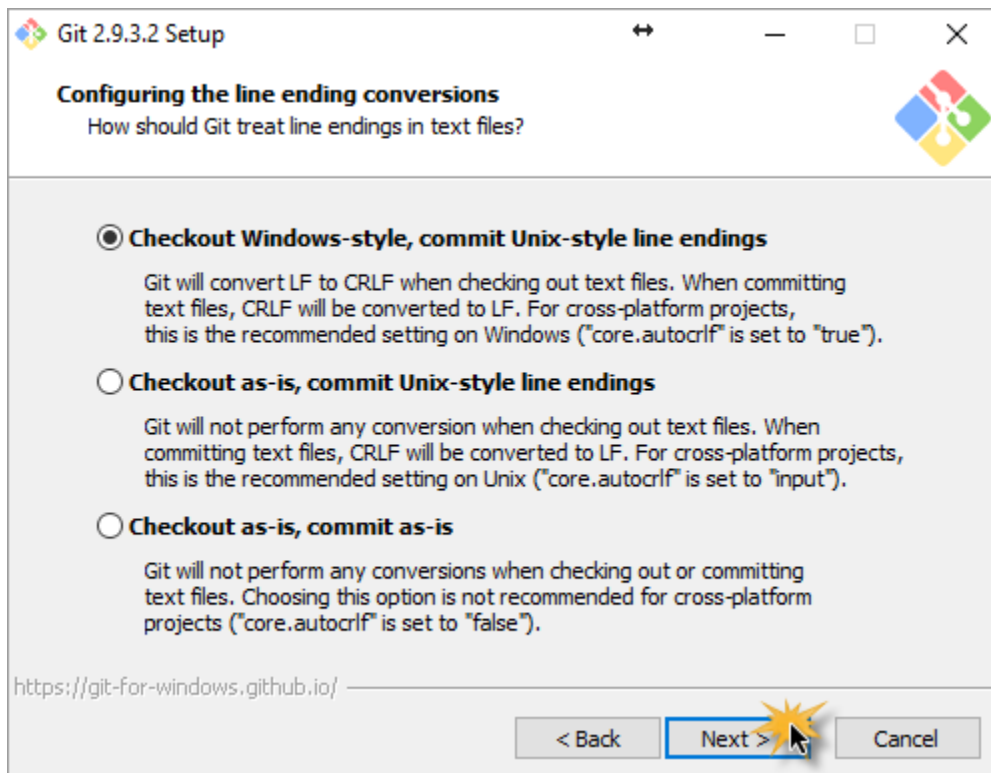 Git 2.9.3.2 Setup
Configuring the line ending conversions
How should Git treat line endings in text files?
Checkout Windows-style, commit Unix-style line endings
Git will convert LF to CRLF when checking out text files. When committing
text files, CRLF will be converted to LF. For cross-platform projects,
this is the recommended setting on Windows ("core.autocrlf" is set to "true").
Checkout as-is, commit Unix-style line endings
Git will not perform any conversion when checking out text files. When
committing text files, CRLF will be converted to LF. For cross-platform projects,
this is the recommended setting on Unix ("core.autocrlf" is set to "input").
Checkout as-is, commit as-is
Git will not perform any conversions when checking out or committing
text files. Choosing this option is not recommended for cross-platform
projects ("core.autocrlf" is set to "false").
https://git-for-windows.github.io/
< Back
Next >
Cancel